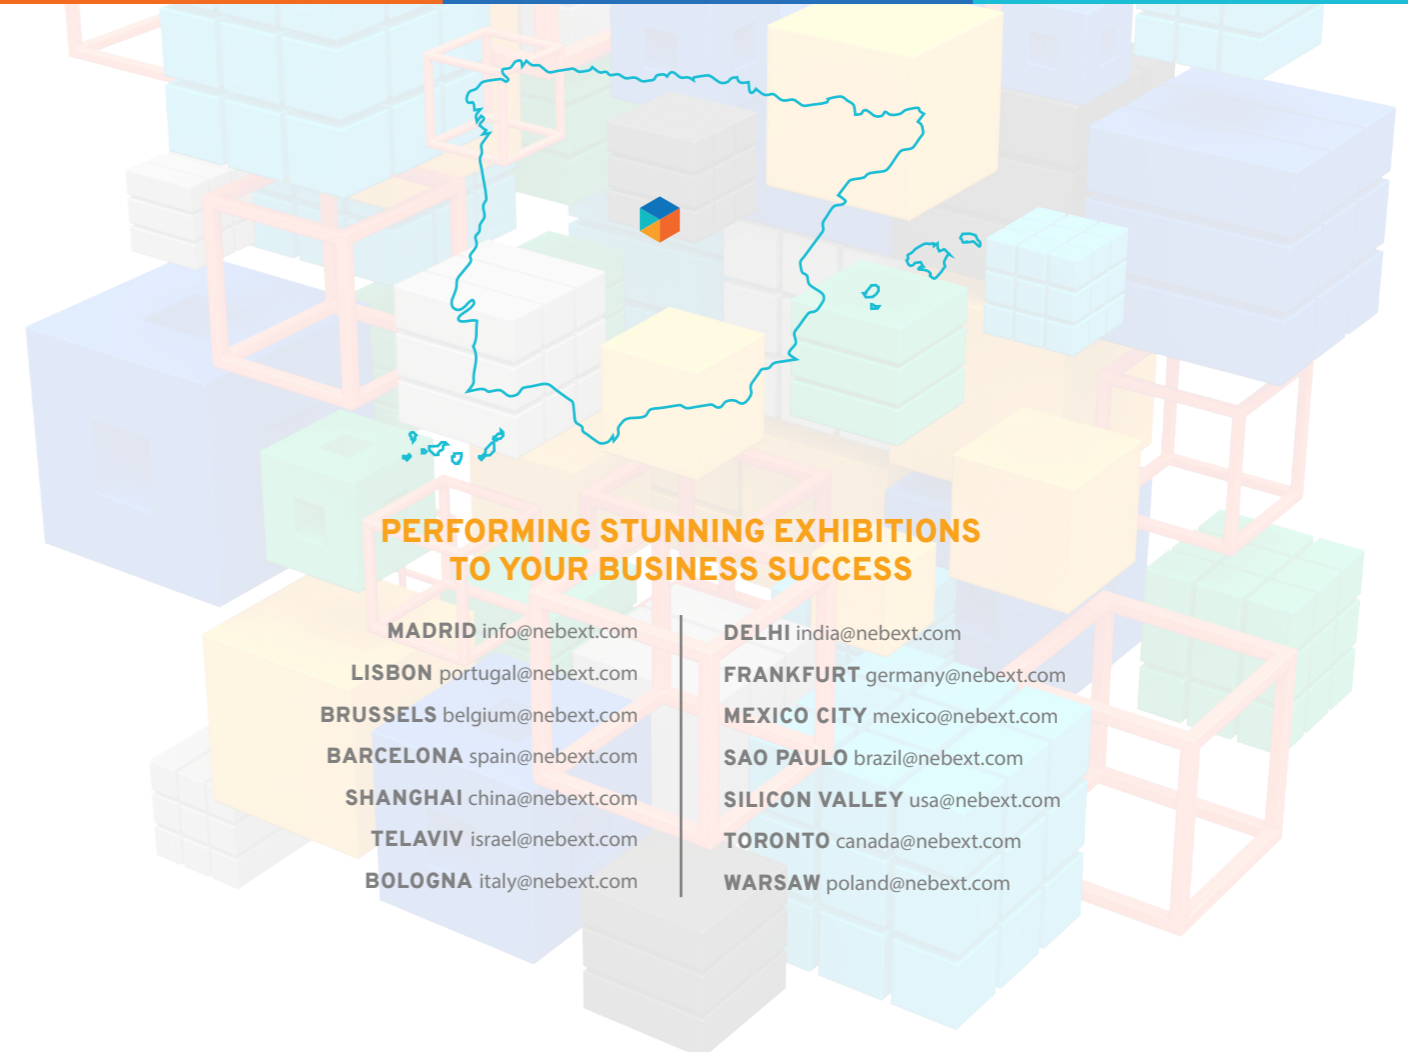 PERFORMING STUNNING EXHIBITIONS
TO YOUR BUSINESS SUCCESS
MADRID info@nebext.com
LISBON portugal@nebext.com
BRUSSELS belgium@nebext.com
BARCELONA spain@nebext.com
SHANGHAI china@nebext.com
TELAVIV israel@nebext.com
BOLOGNA italy@nebext.com
DELHI india@nebext.com
FRANKFURT germany@nebext.com
MEXICO CITY mexico@nebext.com
SAO PAULO brazil@nebext.com
SILICON VALLEY usa@nebext.com
TORONTO canada@nebext.com
WARSAW poland@nebext.com